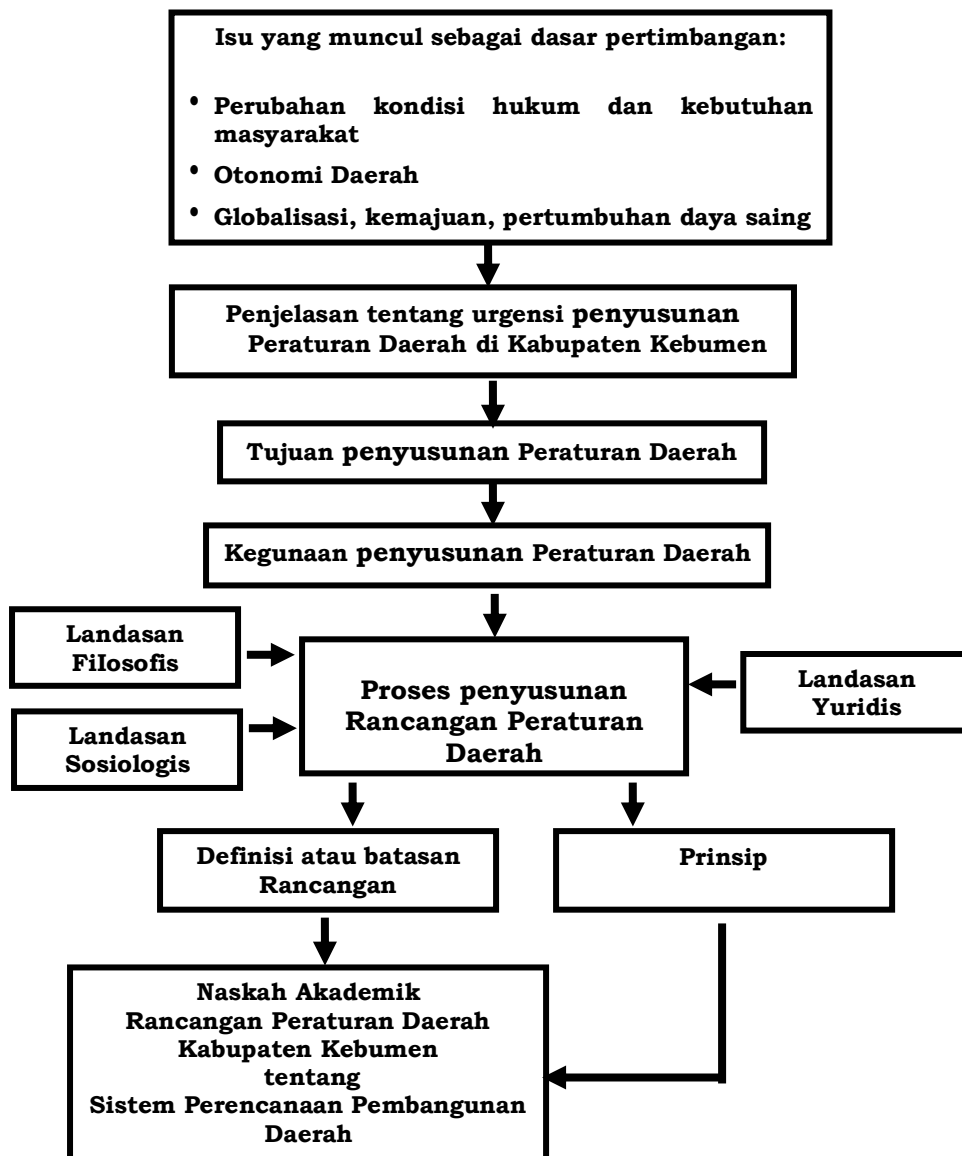 Isu yang muncul sebagai dasar pertimbangan:
• Perubahan kondisi hukum dan kebutuhan
masyarakat
• Otonomi Daerah
• Globalisasi, kemajuan, pertumbuhan daya saing
Penjelasan tentang urgensi penyusunan
Peraturan Daerah di Kabupaten Kebumen
Tujuan penyusunan Peraturan Daerah
Kegunaan penyusunan Peraturan Daerah
Landasan
Filosofis
Landasan
Sosiologis
Proses penyusunan
Rancangan Peraturan
Daerah
Landasan
Yuridis
Definisi atau batasan
Rancangan
Prinsip
Naskah Akademik
Rancangan Peraturan Daerah
Kabupaten Kebumen
tentang
Sistem Perencanaan Pembangunan
Daerah